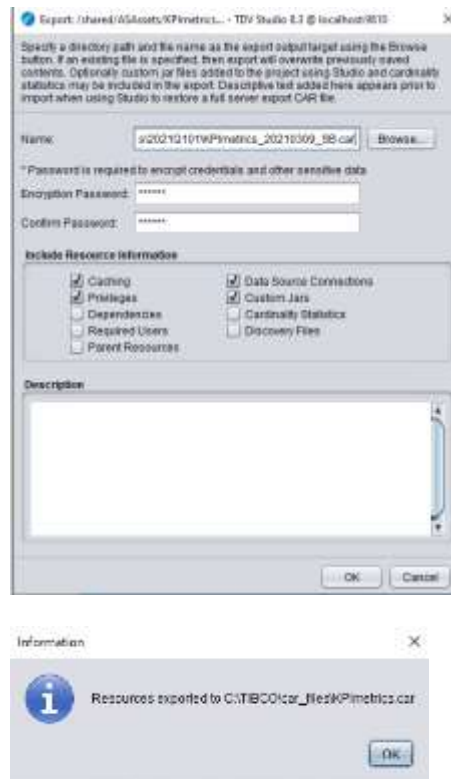 Export: /shared/ASAssets/KPImetrics... - TDV Studio 8.3 @ localhost:9810
Specify a directory path and file name as the export output target using the Browse
button. If an existing file is specified, then export will overwrite previously saved
contents. Optionally custom jar files added to the project using Studio and cardinality
statistics may be included in the export. Descriptive text added here appears prior to
import when using Studio to restore a full server export CAR file.
Name: s\2021Q101\KPImetrics_20210309_SB.car Browse...
* Password is required to encrypt credentials and other sensitive data
Encryption Password: ******
Confirm Password: ******
Include Resource Information
Caching Data Source Connections
Privileges Custom Jars
Dependencies Cardinality Statistics
Required Users Discovery Files
Parent Resources
Description
OK Cancel
Information
Resources exported to C:\TIBCO\car_files\KPImetrics.car
OK